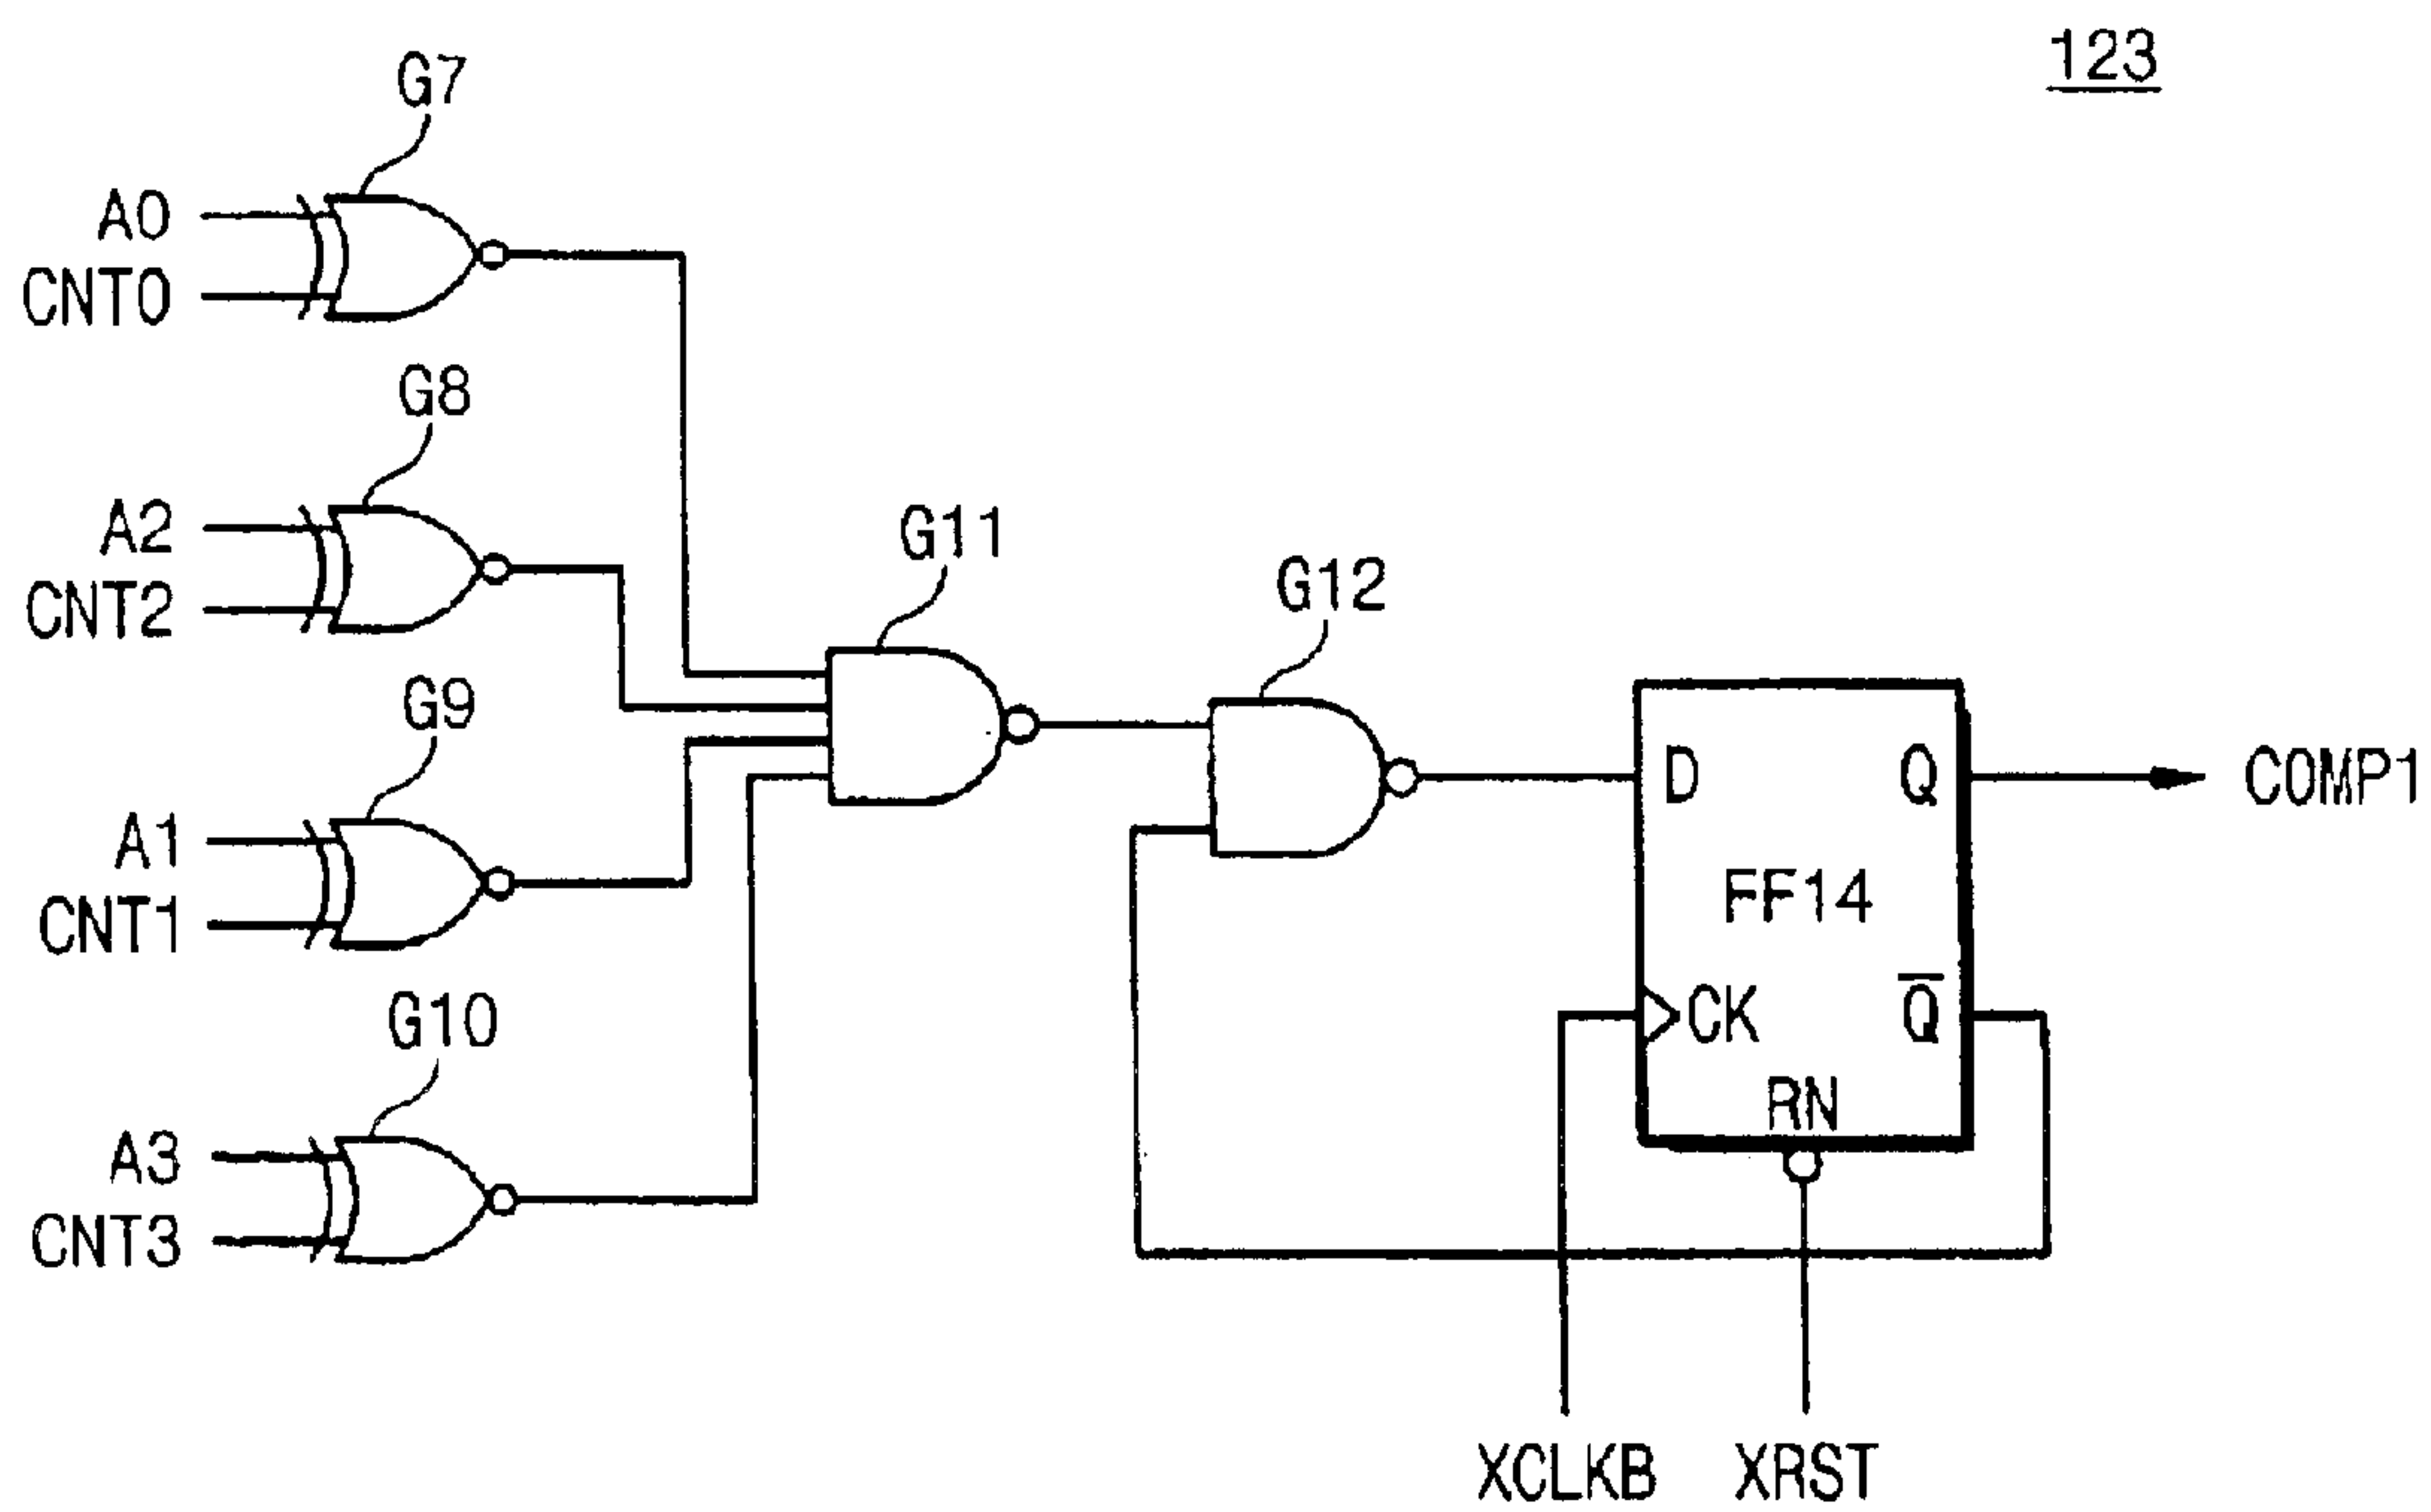 123
G7
A0
CNT0
G8
A2
CNT2
G9
A1
CNT1
G10
A3
CNT3
G11
G12
D
Q
FF14
CK
Q̅
RN
COMP1
XCLKB
XRST